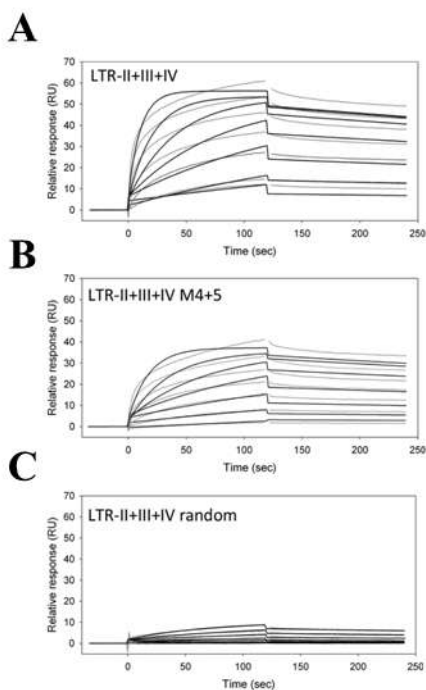 A
LTR-II+III+IV
Relative response (RU)
70
60
50
40
30
20
10
0
0 50 100 150 200 250
Time (sec)
B
LTR-II+III+IV M4+5
Relative response (RU)
70
60
50
40
30
20
10
0
0 50 100 150 200 250
Time (sec)
C
LTR-II+III+IV random
Relative response (RU)
70
60
50
40
30
20
10
0
0 50 100 150 200 250
Time (sec)